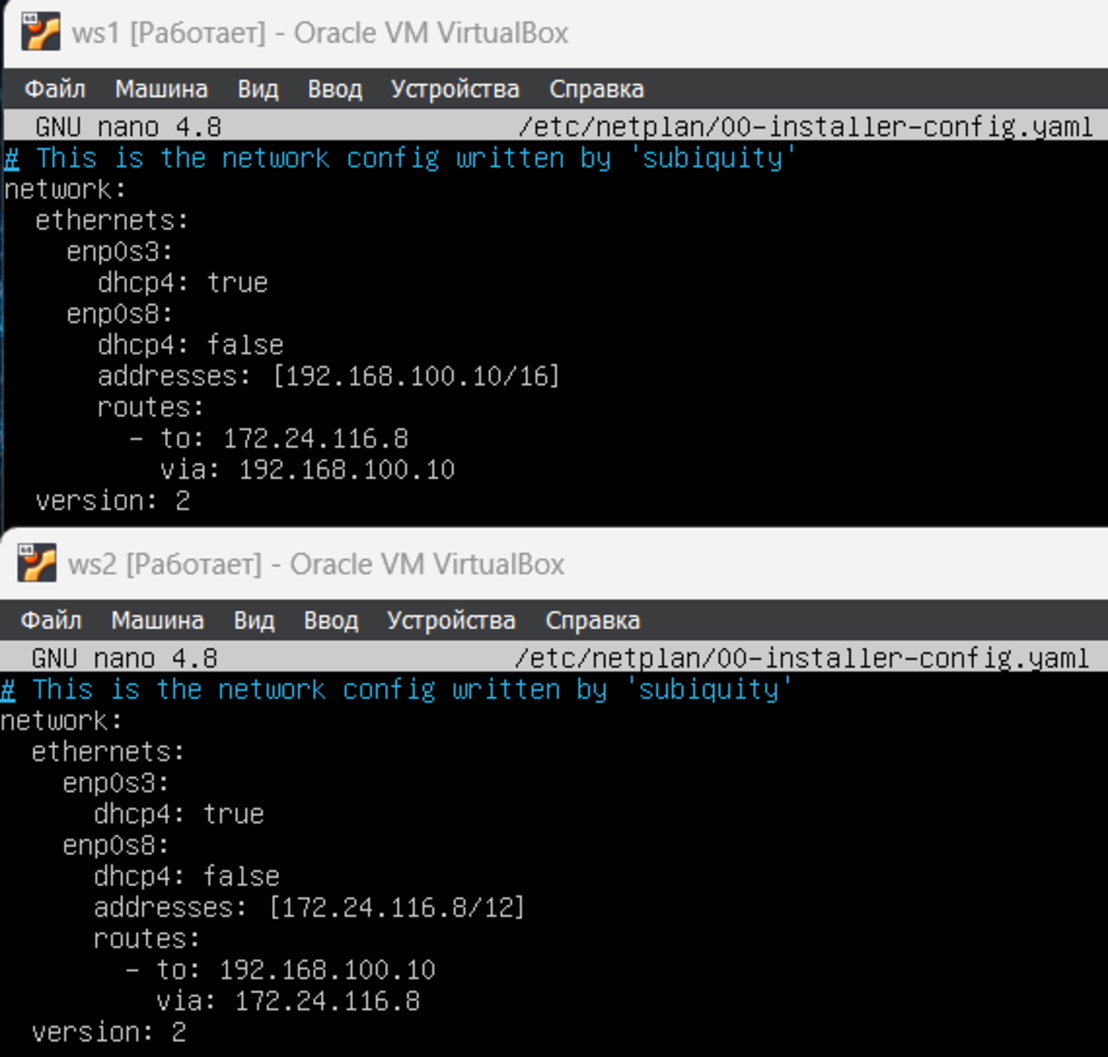 ws1 [Работает] - Oracle VM VirtualBox
Файл Машина Вид Ввод Устройства Справка
GNU nano 4.8 /etc/netplan/00-installer-config.yaml
# This is the network config written by 'subiquity'
network:
  ethernets:
    enp0s3:
      dhcp4: true
    enp0s8:
      dhcp4: false
      addresses: [192.168.100.10/16]
      routes:
        - to: 172.24.116.8
          via: 192.168.100.10
  version: 2
ws2 [Работает] - Oracle VM VirtualBox
Файл Машина Вид Ввод Устройства Справка
GNU nano 4.8 /etc/netplan/00-installer-config.yaml
# This is the network config written by 'subiquity'
network:
  ethernets:
    enp0s3:
      dhcp4: true
    enp0s8:
      dhcp4: false
      addresses: [172.24.116.8/12]
      routes:
        - to: 192.168.100.10
          via: 172.24.116.8
  version: 2